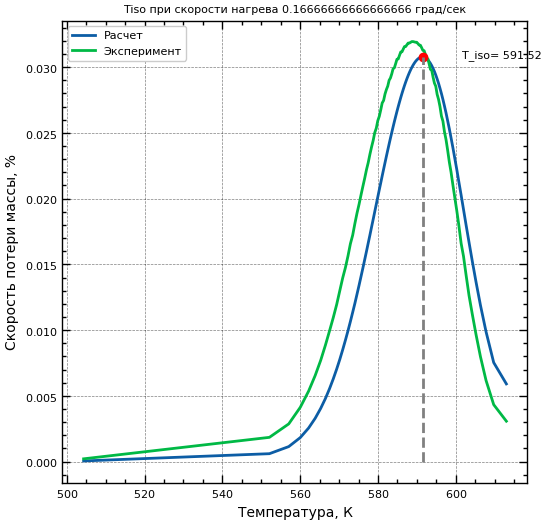 Tiso при скорости нагрева 0.16666666666666666 град/сек
Расчет
Эксперимент
T_iso= 591.52
0.030
0.025
0.020
0.015
0.010
0.005
0.000
Скорость потери массы, %
500 520 540 560 580 600
Температура, К